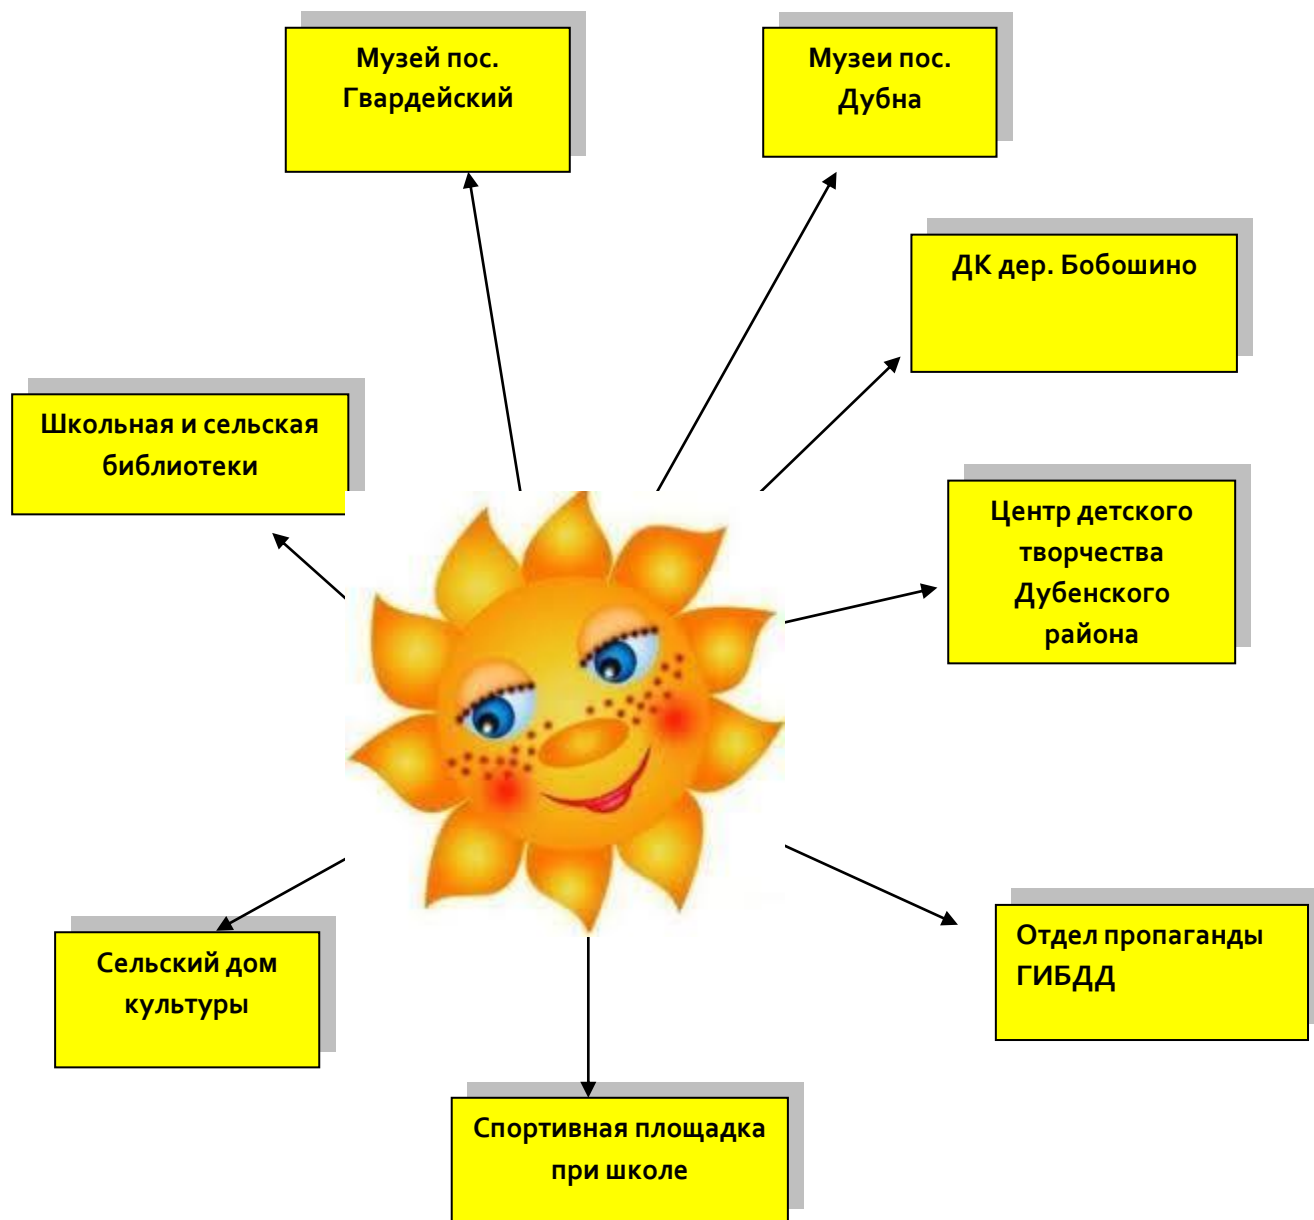 Музей пос.
Гвардейский
Музеи пос.
Дубна
ДК дер. Бобошино
Школьная и сельская
библиотеки
Центр детского
творчества
Дубенского
района
Сельский дом
культуры
Отдел пропаганды
ГИБДД
Спортивная площадка
при школе